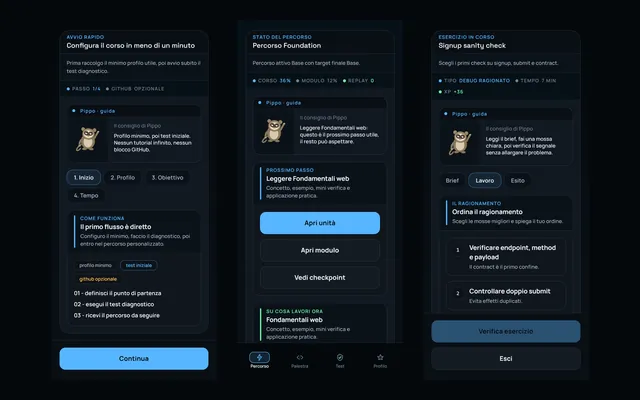 AVVIO RAPIDO
Configura il corso in meno di un minuto
Prima raccolgo il minimo profilo utile, poi avvio subito il
test diagnostico.
PASSO 1/4
GITHUB OPZIONALE
Pippo · guida
Il consiglio di Pippo
Profilo minimo, poi test iniziale.
Nessun tutorial infinito, nessun
blocco GitHub.
1. Inizio
2. Profilo
3. Obiettivo
4. Tempo
COME FUNZIONA
Il primo flusso è diretto
Configuro il minimo, faccio il diagnostico, poi
entro nel percorso personalizzato.
profilo minimo
test iniziale
github opzionale
01 - definisci il punto di partenza
02 - esegui il test diagnostico
03 - ricevi il percorso da seguire
Continua
STATO DEL PERCORSO
Percorso Foundation
Percorso attivo Base con target finale Base.
CORSO 36%
MODULO 12%
REPLAY 0
Pippo · guida
Il consiglio di Pippo
Leggere Fondamentali web:
questo è il prossimo passo utile,
il resto può aspettare.
PROSSIMO PASSO
Leggere Fondamentali web
Concetto, esempio, mini verifica e
applicazione pratica.
Apri unità
Apri modulo
Vedi checkpoint
SU COSA LAVORI ORA
Fondamentali web
Concetto, esempio, mini verifica e
applicazione pratica.
Percorso
Palestra
Test
Profilo
ESERCIZIO IN CORSO
Signup sanity check
Scegli i primi check su signup, submit e contract.
TIPO DEBUG RAGIONATO
TEMPO 7 MIN
XP +36
Pippo · guida
Il consiglio di Pippo
Leggi il brief, fai una mossa
chiara, poi verifica il segnale
senza allargare il problema.
Brief
Lavoro
Esito
IL RAGIONAMENTO
Ordina il ragionamento
Scegli le mosse migliori e spiega il tuo ordine.
1
Verificare endpoint, method
e payload
Il contract è il primo confine.
2
Controllare doppio submit
Evita effetti duplicati.
Verifica esercizio
Esci